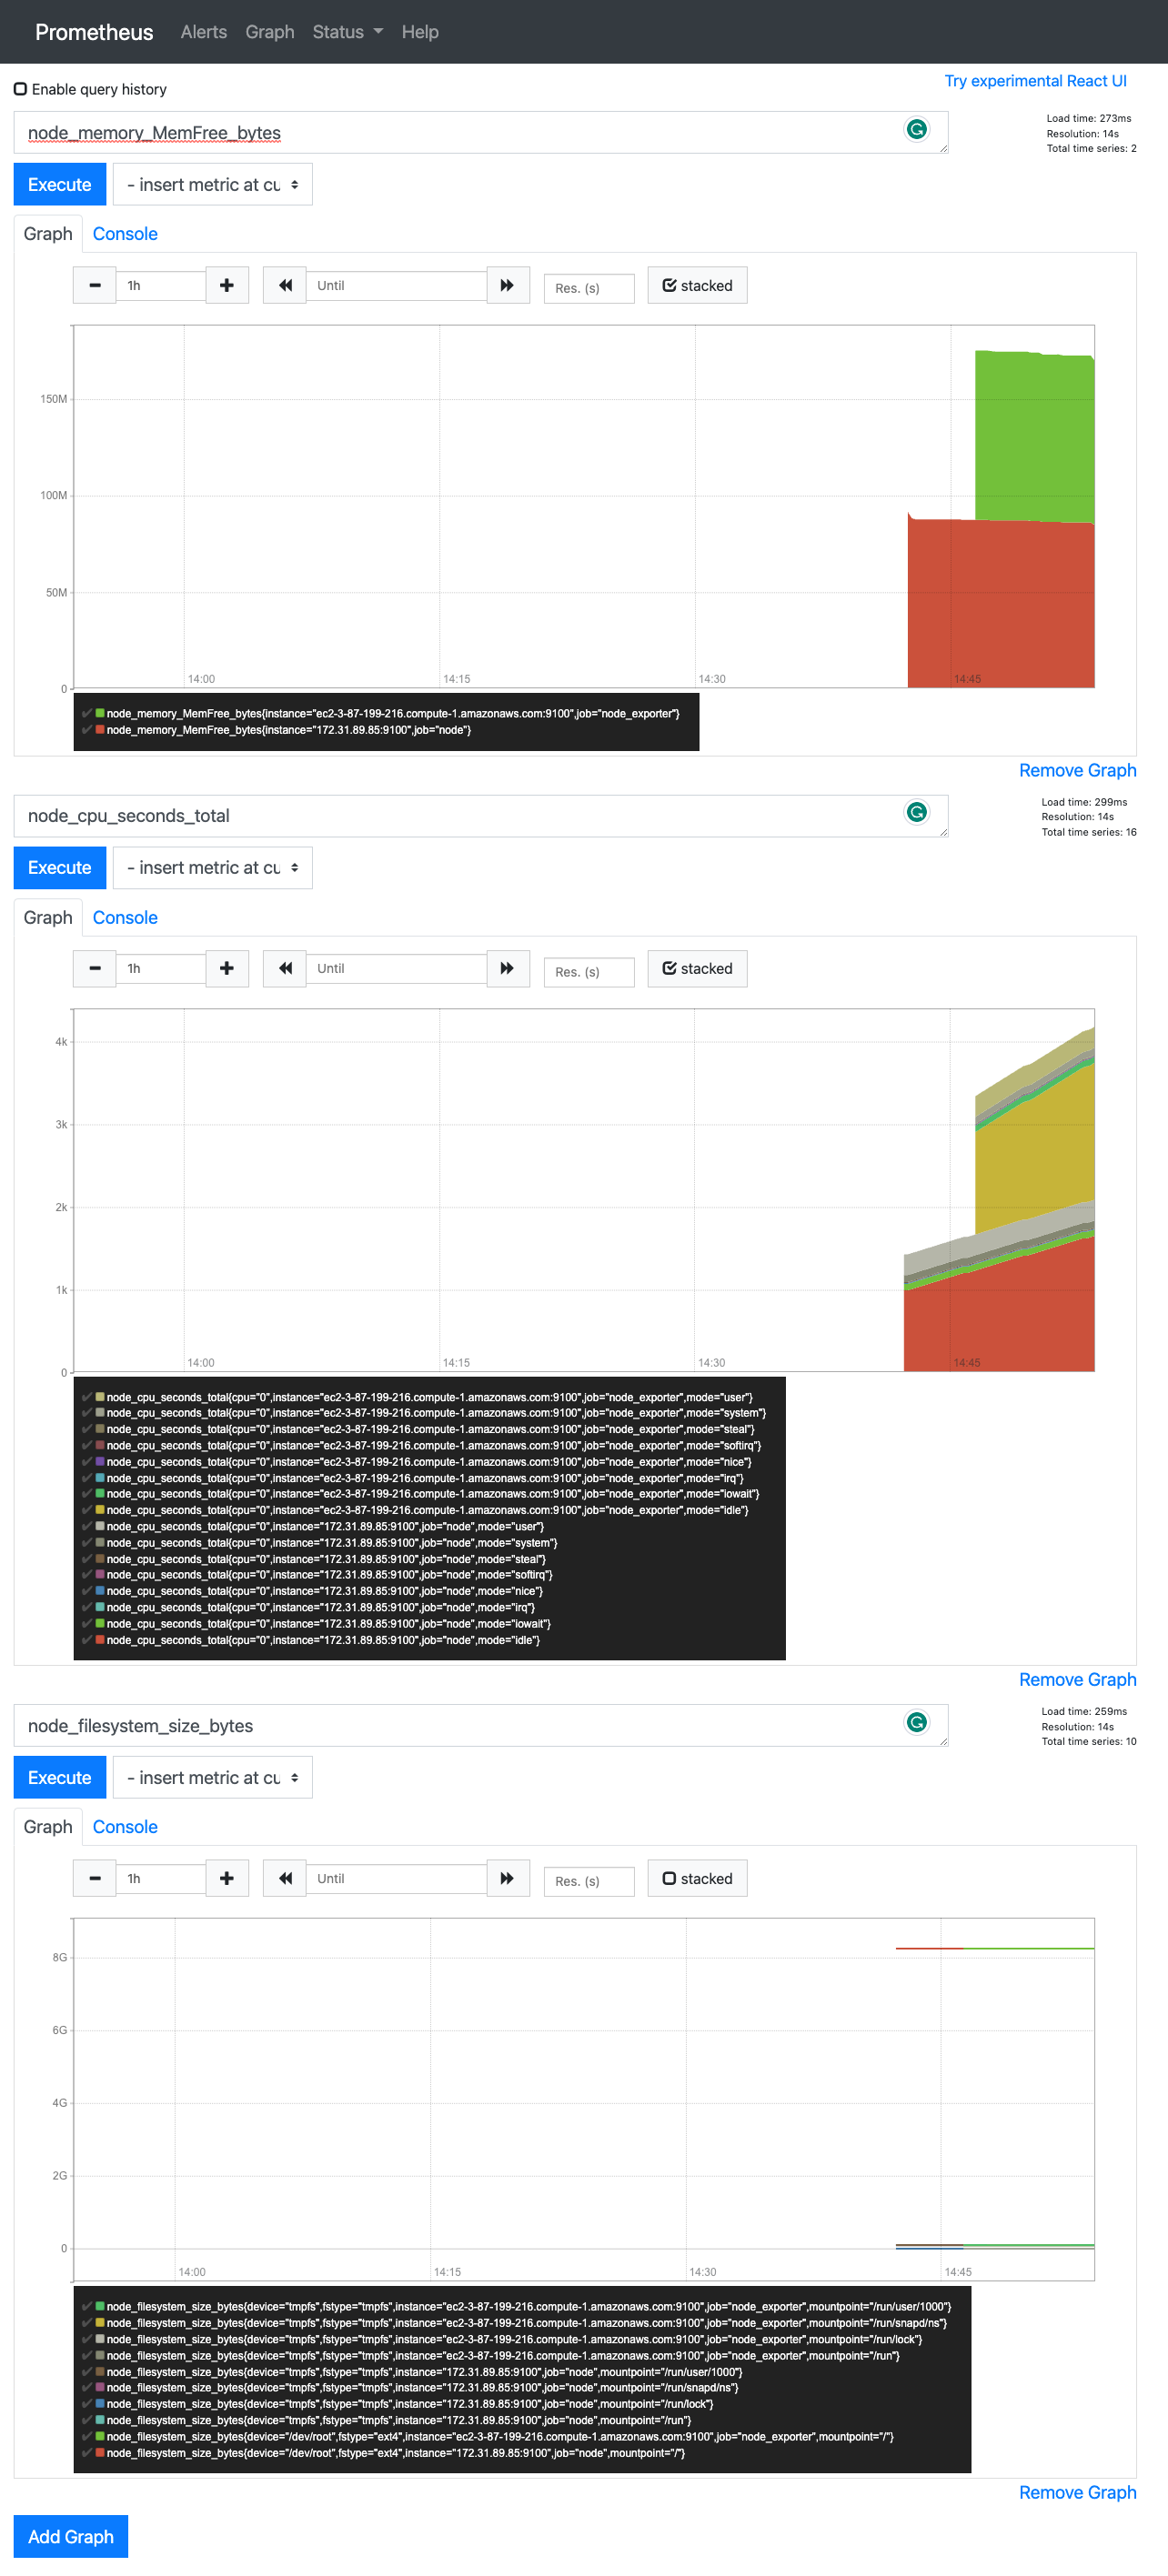 Prometheus Alerts Graph Status Help
Enable query history
Try experimental React UI
node_memory_MemFree_bytes
Load time: 273ms
Resolution: 14s
Total time series: 2
Execute
- insert metric at cu
Graph Console
1h Until Res. (s) stacked
150M
100M
50M
0
14:00 14:15 14:30 14:45
node_memory_MemFree_bytes{instance="ec2-3-87-199-216.compute-1.amazonaws.com:9100",job="node_exporter"}
node_memory_MemFree_bytes{instance="172.31.89.85:9100",job="node"}
Remove Graph
node_cpu_seconds_total
Load time: 299ms
Resolution: 14s
Total time series: 16
Execute
- insert metric at cu
Graph Console
1h Until Res. (s) stacked
4k
3k
2k
1k
0
14:00 14:15 14:30 14:45
node_cpu_seconds_total{cpu="0",instance="ec2-3-87-199-216.compute-1.amazonaws.com:9100",job="node_exporter",mode="user"}
node_cpu_seconds_total{cpu="0",instance="ec2-3-87-199-216.compute-1.amazonaws.com:9100",job="node_exporter",mode="system"}
node_cpu_seconds_total{cpu="0",instance="ec2-3-87-199-216.compute-1.amazonaws.com:9100",job="node_exporter",mode="steal"}
node_cpu_seconds_total{cpu="0",instance="ec2-3-87-199-216.compute-1.amazonaws.com:9100",job="node_exporter",mode="softirq"}
node_cpu_seconds_total{cpu="0",instance="ec2-3-87-199-216.compute-1.amazonaws.com:9100",job="node_exporter",mode="nice"}
node_cpu_seconds_total{cpu="0",instance="ec2-3-87-199-216.compute-1.amazonaws.com:9100",job="node_exporter",mode="irq"}
node_cpu_seconds_total{cpu="0",instance="ec2-3-87-199-216.compute-1.amazonaws.com:9100",job="node_exporter",mode="iowait"}
node_cpu_seconds_total{cpu="0",instance="ec2-3-87-199-216.compute-1.amazonaws.com:9100",job="node_exporter",mode="idle"}
node_cpu_seconds_total{cpu="0",instance="172.31.89.85:9100",job="node",mode="user"}
node_cpu_seconds_total{cpu="0",instance="172.31.89.85:9100",job="node",mode="system"}
node_cpu_seconds_total{cpu="0",instance="172.31.89.85:9100",job="node",mode="steal"}
node_cpu_seconds_total{cpu="0",instance="172.31.89.85:9100",job="node",mode="softirq"}
node_cpu_seconds_total{cpu="0",instance="172.31.89.85:9100",job="node",mode="nice"}
node_cpu_seconds_total{cpu="0",instance="172.31.89.85:9100",job="node",mode="irq"}
node_cpu_seconds_total{cpu="0",instance="172.31.89.85:9100",job="node",mode="iowait"}
node_cpu_seconds_total{cpu="0",instance="172.31.89.85:9100",job="node",mode="idle"}
Remove Graph
node_filesystem_size_bytes
Load time: 259ms
Resolution: 14s
Total time series: 10
Execute
- insert metric at cu
Graph Console
1h Until Res. (s) stacked
8G
6G
4G
2G
0
14:00 14:15 14:30 14:45
node_filesystem_size_bytes{device="tmpfs",fstype="tmpfs",instance="ec2-3-87-199-216.compute-1.amazonaws.com:9100",job="node_exporter",mountpoint="/run/user/1000"}
node_filesystem_size_bytes{device="tmpfs",fstype="tmpfs",instance="ec2-3-87-199-216.compute-1.amazonaws.com:9100",job="node_exporter",mountpoint="/run/snapd/ns"}
node_filesystem_size_bytes{device="tmpfs",fstype="tmpfs",instance="ec2-3-87-199-216.compute-1.amazonaws.com:9100",job="node_exporter",mountpoint="/run/lock"}
node_filesystem_size_bytes{device="tmpfs",fstype="tmpfs",instance="ec2-3-87-199-216.compute-1.amazonaws.com:9100",job="node_exporter",mountpoint="/run"}
node_filesystem_size_bytes{device="tmpfs",fstype="tmpfs",instance="172.31.89.85:9100",job="node",mountpoint="/run/user/1000"}
node_filesystem_size_bytes{device="tmpfs",fstype="tmpfs",instance="172.31.89.85:9100",job="node",mountpoint="/run/snapd/ns"}
node_filesystem_size_bytes{device="tmpfs",fstype="tmpfs",instance="172.31.89.85:9100",job="node",mountpoint="/run/lock"}
node_filesystem_size_bytes{device="tmpfs",fstype="tmpfs",instance="172.31.89.85:9100",job="node",mountpoint="/run"}
node_filesystem_size_bytes{device="/dev/root",fstype="ext4",instance="ec2-3-87-199-216.compute-1.amazonaws.com:9100",job="node_exporter",mountpoint="/"}
node_filesystem_size_bytes{device="/dev/root",fstype="ext4",instance="172.31.89.85:9100",job="node",mountpoint="/"}
Remove Graph
Add Graph